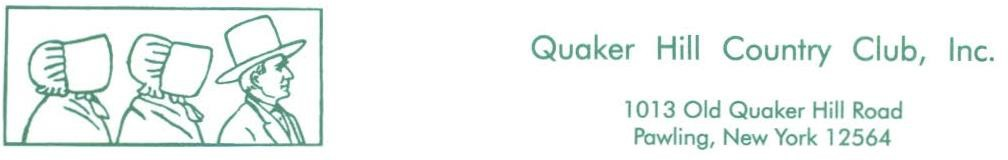 Quaker Hill Country Club, Inc.
1013 Old Quaker Hill Road
Pawling, New York 12564